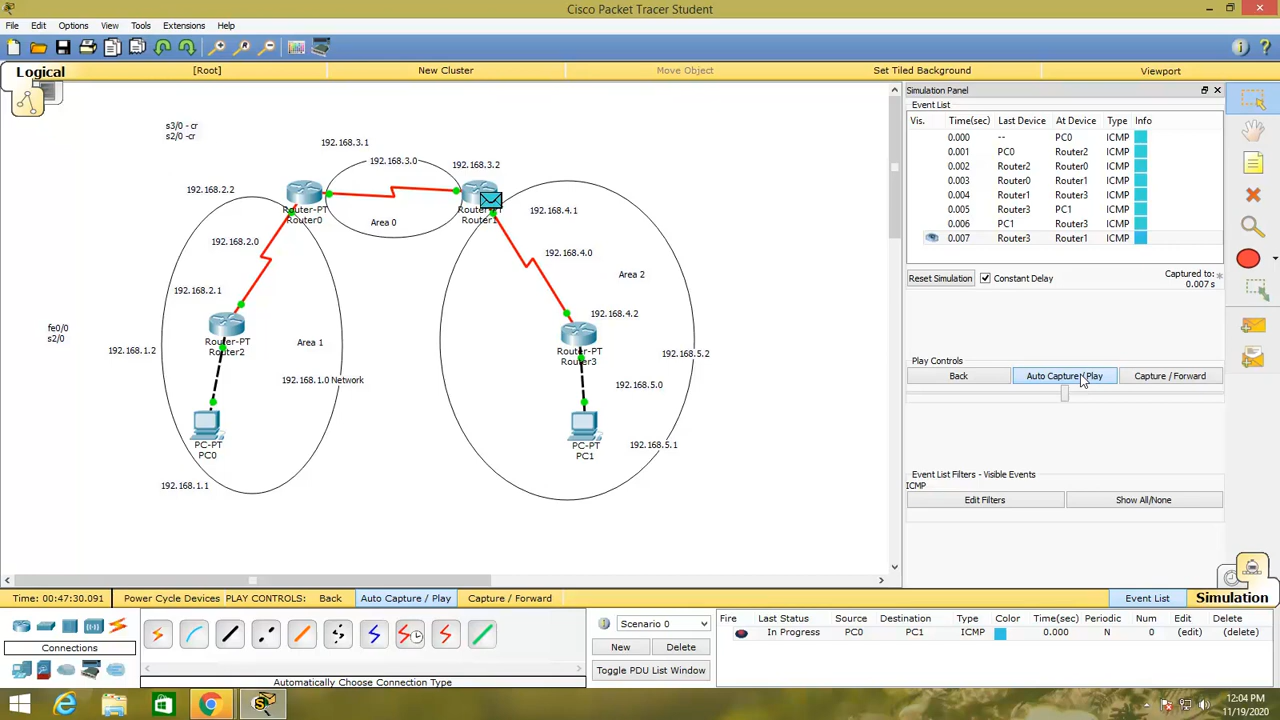 Cisco Packet Tracer Student
File Edit Options View Tools Extensions Help
Logical [Root] New Cluster Move Object Set Tiled Background Viewport
s3/0 - cr
s2/0 -cr
192.168.3.1
192.168.3.0
192.168.3.2
192.168.2.2
Router-PT
Router0
Area 0
Router-PT
Router1
192.168.4.1
192.168.2.0
192.168.4.0
Area 2
192.168.2.1
192.168.4.2
fe0/0
s2/0
192.168.1.2
Router-PT
Router2
Area 1
Router-PT
Router3
192.168.5.2
192.168.1.0 Network
192.168.5.0
PC-PT
PC0
PC-PT
PC1
192.168.5.1
192.168.1.1
Simulation Panel
Event List
Vis. Time(sec) Last Device At Device Type Info
0.000 -- PC0 ICMP
0.001 PC0 Router2 ICMP
0.002 Router2 Router0 ICMP
0.003 Router0 Router1 ICMP
0.004 Router1 Router3 ICMP
0.005 Router3 PC1 ICMP
0.006 PC1 Router3 ICMP
0.007 Router3 Router1 ICMP
Reset Simulation Constant Delay Captured to: *
0.007 s
Play Controls
Back Auto Capture / Play Capture / Forward
Event List Filters - Visible Events
ICMP
Edit Filters Show All/None
Time: 00:47:30.091 Power Cycle Devices PLAY CONTROLS: Back Auto Capture / Play Capture / Forward Event List Simulation
Connections
Automatically Choose Connection Type
Scenario 0
New Delete
Toggle PDU List Window
Fire Last Status Source Destination Type Color Time(sec) Periodic Num Edit Delete
In Progress PC0 PC1 ICMP 0.000 N 0 (edit) (delete)
12:04 PM
11/19/2020